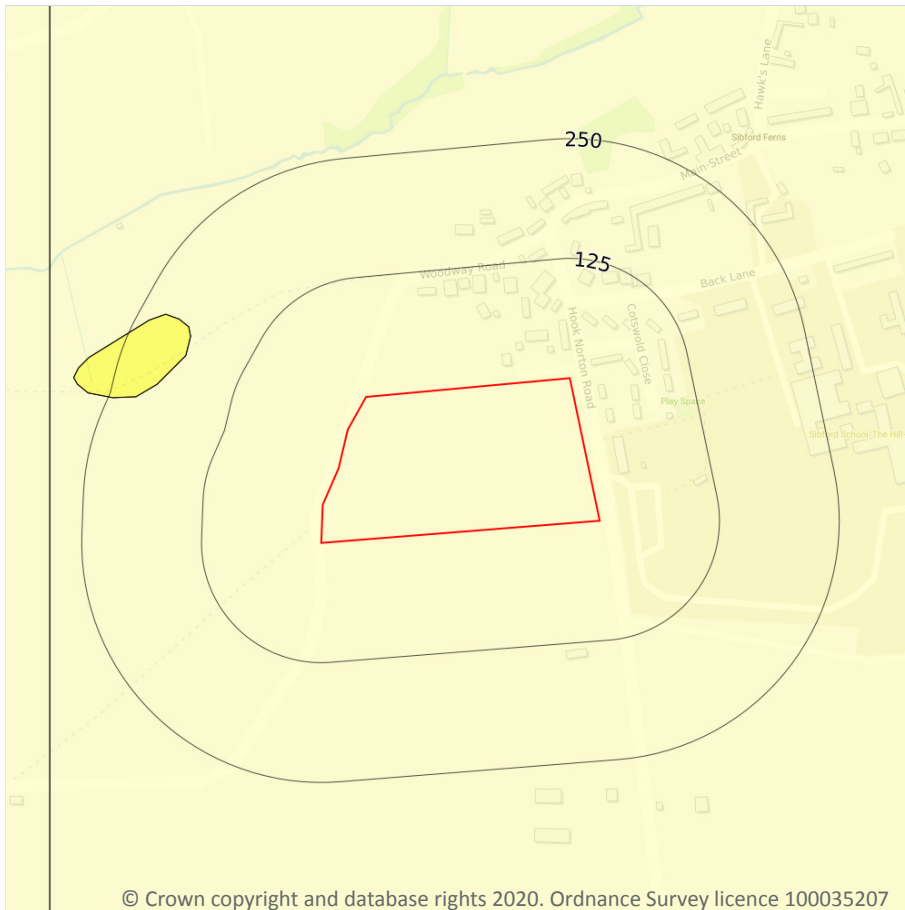 Hawk's Lane
Sibford Ferris
250
Main Street
125
Woodway Road
Back Lane
Hook Norton Road
Cotswold Close
Play Space
Sibford School/The Hill
© Crown copyright and database rights 2020. Ordnance Survey licence 100035207